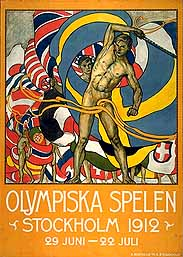 OLYMPISKA SPELEN
STOCKHOLM 1912
29 JUNI — 22 JULI